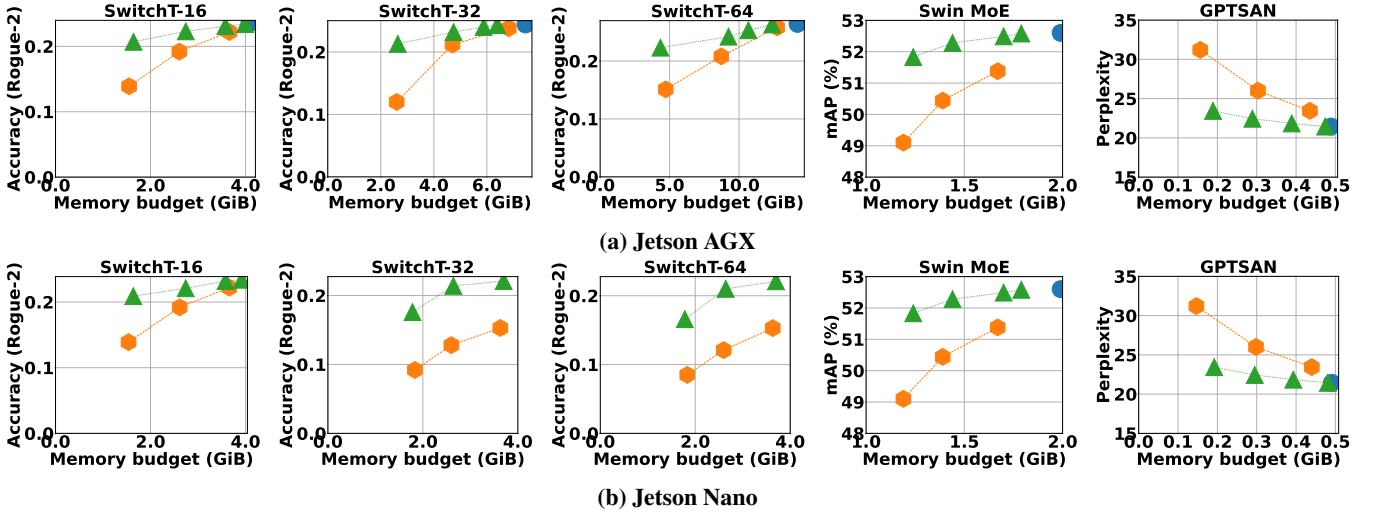 SwitchT-16 SwitchT-32 SwitchT-64 Swin MoE GPTSAN
Accuracy (Rogue-2)
0.2
0.1
0.0
0.0 2.0 4.0
Memory budget (GiB)
Accuracy (Rogue-2)
0.2
0.1
0.0
0.0 2.0 4.0 6.0
Memory budget (GiB)
Accuracy (Rogue-2)
0.2
0.1
0.0
0.0 5.0 10.0
Memory budget (GiB)
mAP (%)
53
52
51
50
49
48
1.0 1.5 2.0
Memory budget (GiB)
Perplexity
35
30
25
20
15
0.0 0.1 0.2 0.3 0.4 0.5
Memory budget (GiB)
(a) Jetson AGX
SwitchT-16 SwitchT-32 SwitchT-64 Swin MoE GPTSAN
Accuracy (Rogue-2)
0.2
0.1
0.0
0.0 2.0 4.0
Memory budget (GiB)
Accuracy (Rogue-2)
0.2
0.1
0.0
0.0 2.0 4.0
Memory budget (GiB)
Accuracy (Rogue-2)
0.2
0.1
0.0
0.0 2.0 4.0
Memory budget (GiB)
mAP (%)
53
52
51
50
49
48
1.0 1.5 2.0
Memory budget (GiB)
Perplexity
35
30
25
20
15
0.0 0.1 0.2 0.3 0.4 0.5
Memory budget (GiB)
(b) Jetson Nano